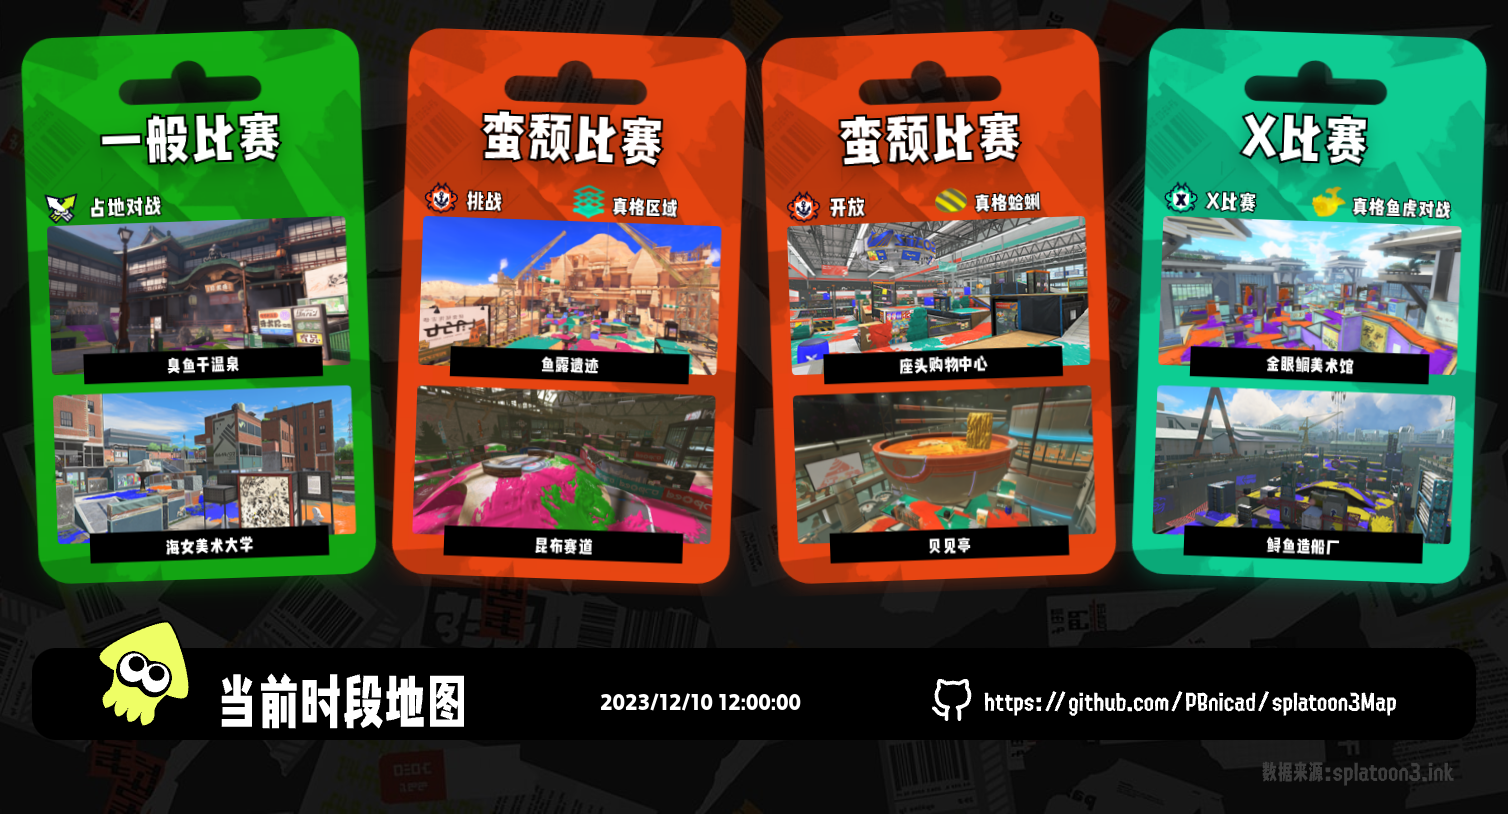 一般比赛
占地对战
臭鱼干温泉
海女美术大学
蛮颓比赛
挑战
真格区域
鱼露遗迹
昆布赛道
蛮颓比赛
开放
真格蛤蜊
座头购物中心
贝见亭
X比赛
X比赛
真格鱼虎对战
金眼鲷美术馆
鲟鱼造船厂
当前时段地图
2023/12/10 12:00:00
https://github.com/PBnicad/splatoon3Map
数据来源:splatoon3.ink